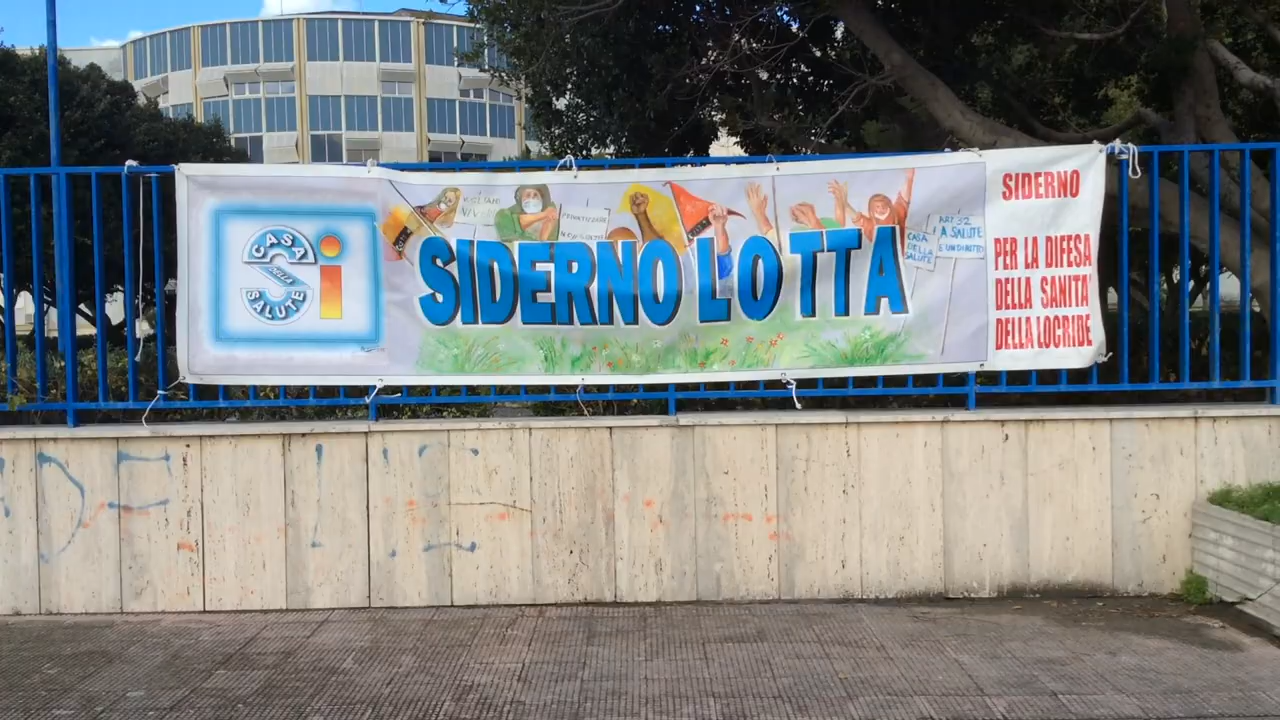 CASA
DELLA
SALUTE
Si
SIDERNO LOTTA
CASA
DELLA
SALUTE
ART 32
LA SALUTE
È UN DIRITTO
SIDERNO
PER LA DIFESA
DELLA SANITA'
DELLA LOCRIDE